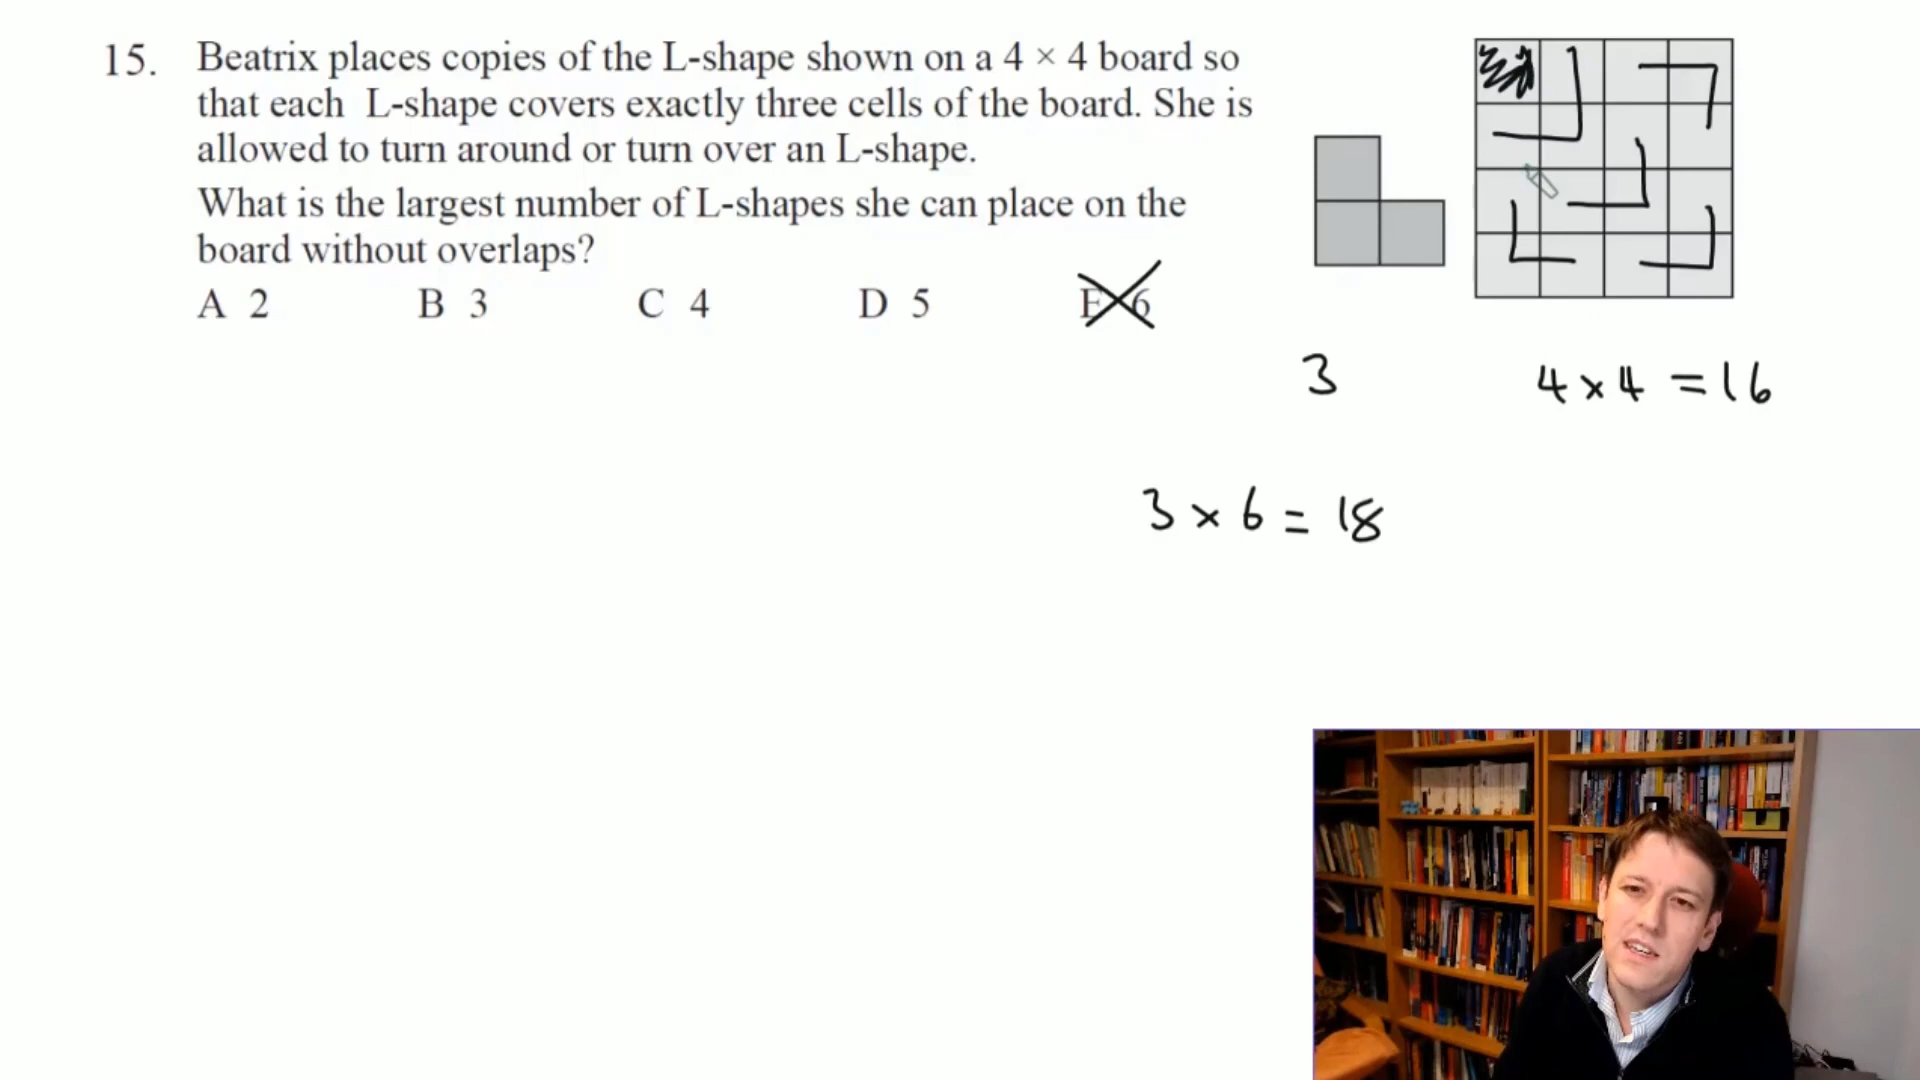 15. Beatrix places copies of the L-shape shown on a 4 × 4 board so
that each L-shape covers exactly three cells of the board. She is
allowed to turn around or turn over an L-shape.
What is the largest number of L-shapes she can place on the
board without overlaps?
A 2 B 3 C 4 D 5 E 6
3 4 × 4 = 16
3 × 6 = 18